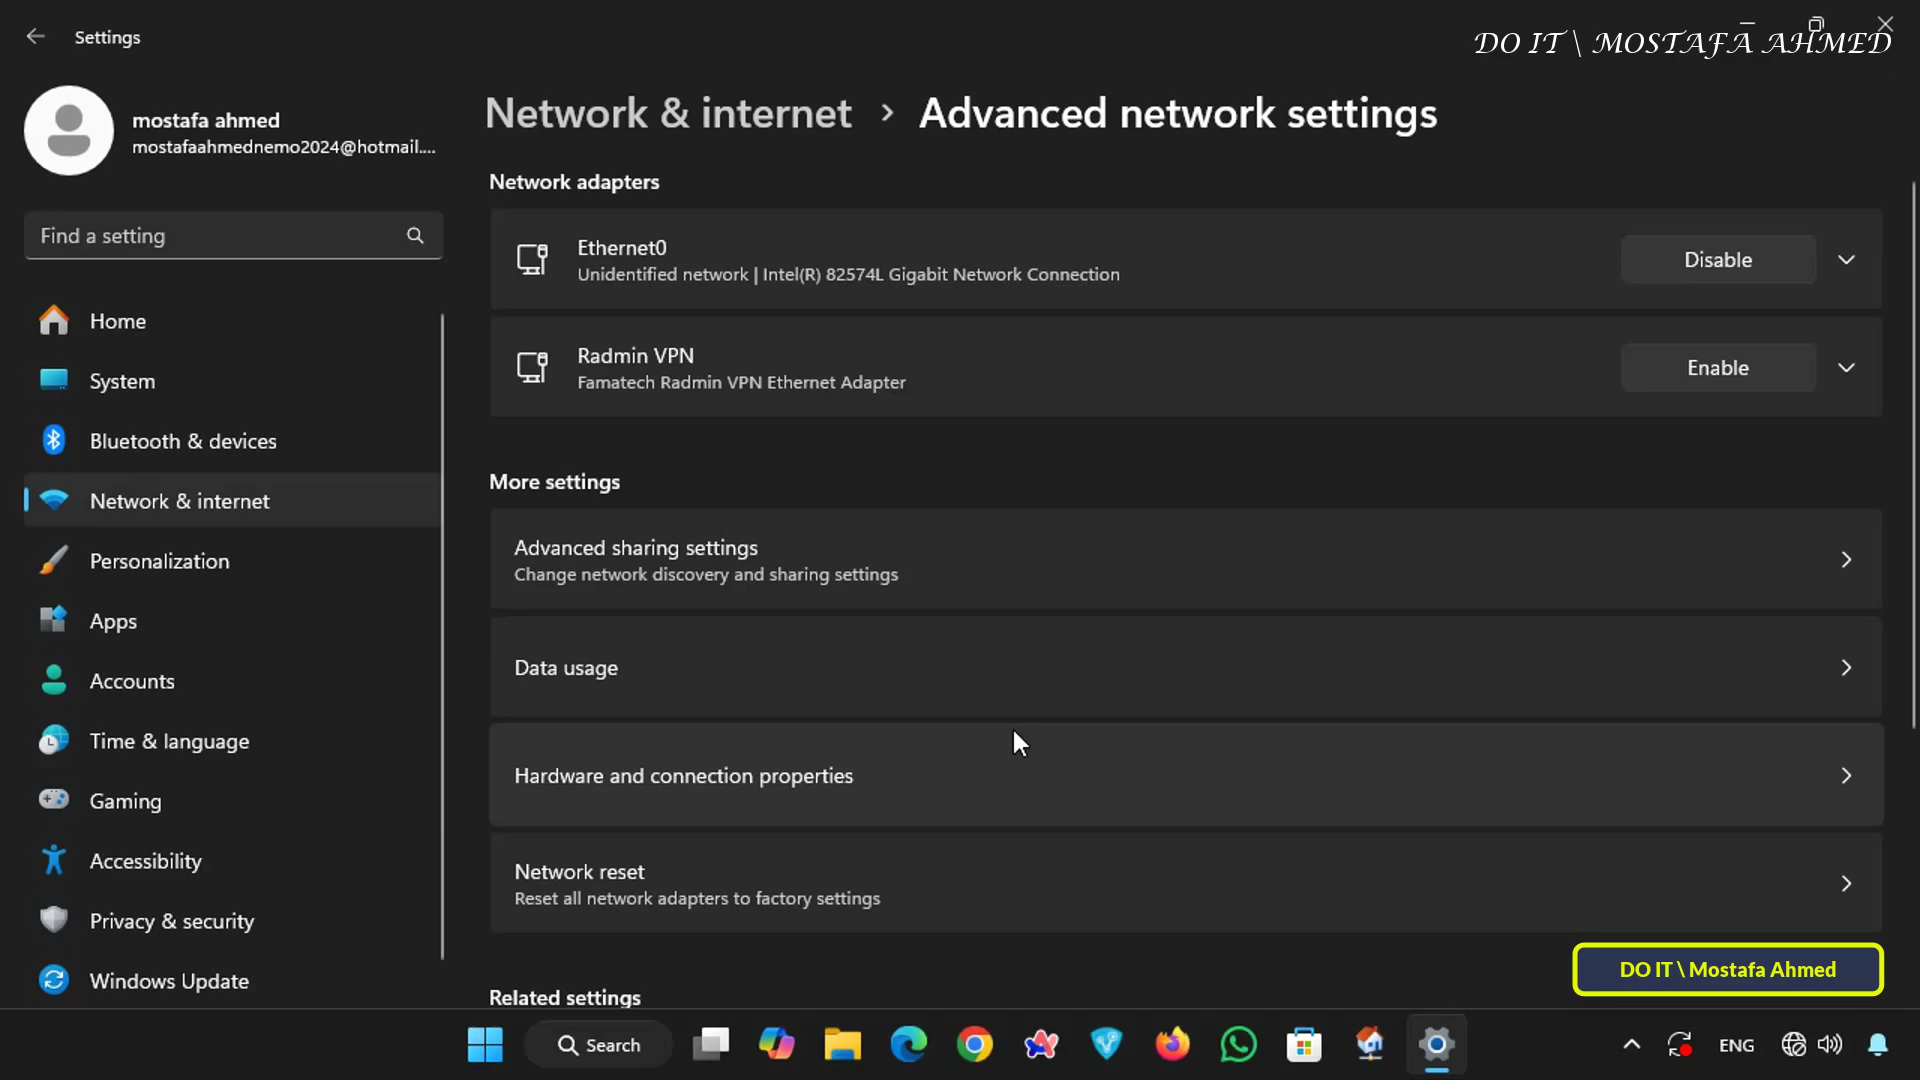 Settings
DO IT \ MOSTAFA AHMED
mostafa ahmed
mostafaahmednemo2024@hotmail....
Find a setting
Home
System
Bluetooth & devices
Network & internet
Personalization
Apps
Accounts
Time & language
Gaming
Accessibility
Privacy & security
Windows Update
Network & internet > Advanced network settings
Network adapters
Ethernet0
Unidentified network | Intel(R) 82574L Gigabit Network Connection
Disable
Radmin VPN
Famatech Radmin VPN Ethernet Adapter
Enable
More settings
Advanced sharing settings
Change network discovery and sharing settings
Data usage
Hardware and connection properties
Network reset
Reset all network adapters to factory settings
Related settings
DO IT \ Mostafa Ahmed
Search
ENG